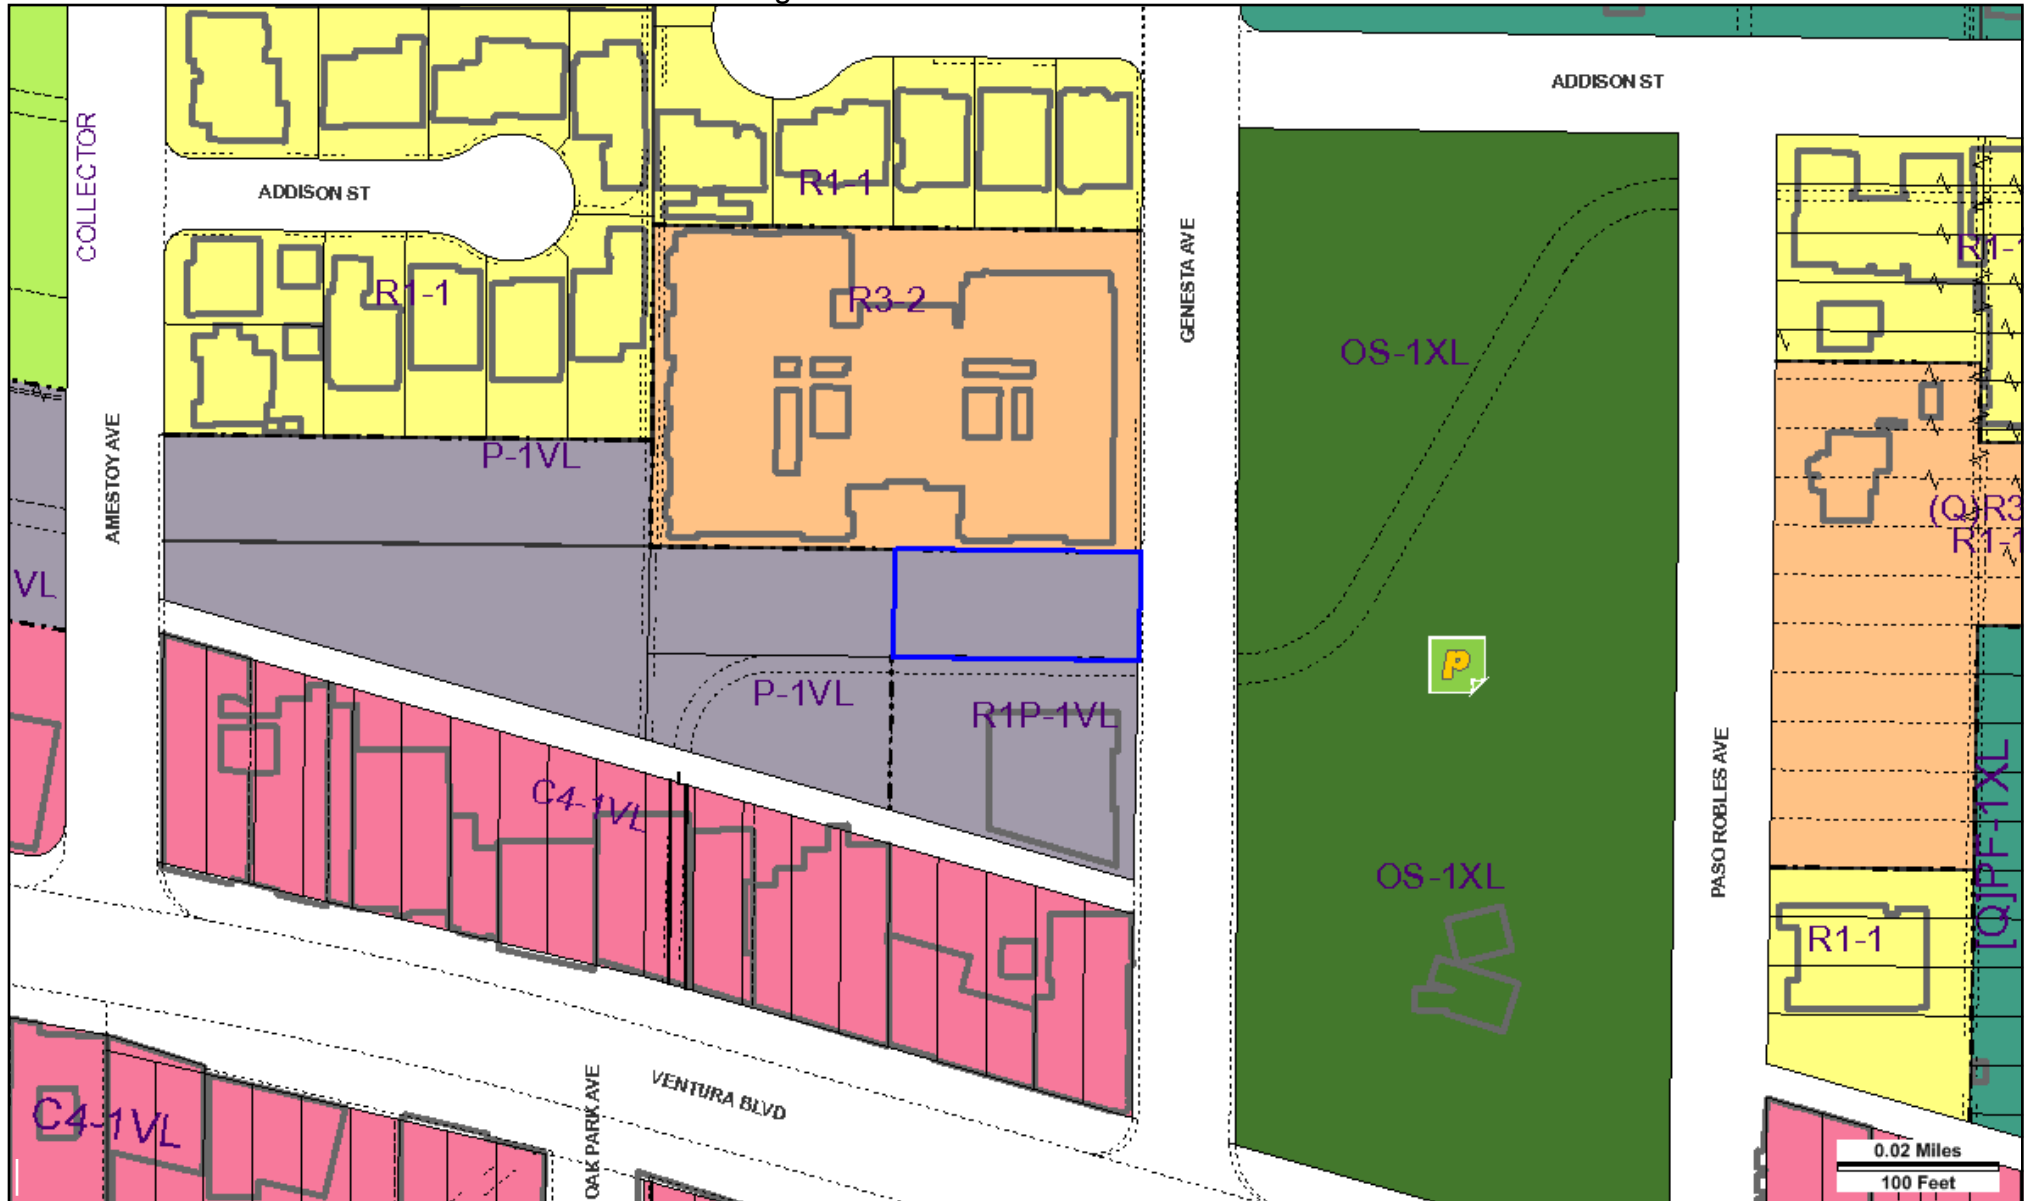 ADDISON ST
COLLECTOR
ADDISON ST
R1-1
GENESTA AVE
R1-1
R3-2
R1-1
OS-1XL
AMESTOY AVE
P-1VL
(Q)R3
R1-1
VL
P
P-1VL
R1P-1VL
PASO ROBLES AVE
[Q]PF-1XL
C4-1VL
OS-1XL
R1-1
VENTURA BLVD
OAK PARK AVE
C4-1VL
0.02 Miles
100 Feet